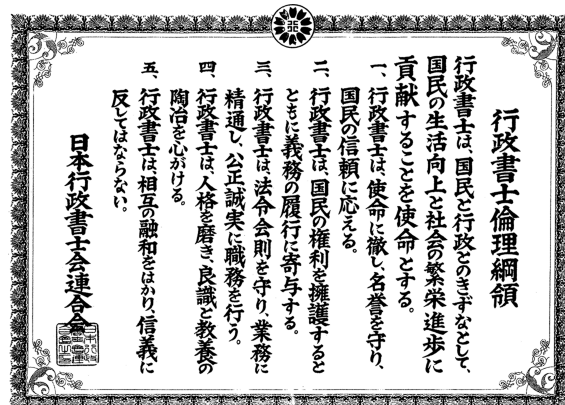 行政書士倫理綱領
行政書士は、国民と行政とのきずなとして、
国民の生活向上と社会の繁栄進歩に
貢献することを使命とする。
一、行政書士は、使命に徹し、名誉を守り、
国民の信頼に応える。
二、行政書士は、国民の権利を擁護すると
ともに義務の履行に寄与する。
三、行政書士は、法令会則を守り、業務に
精通し、公正誠実に職務を行う。
四、行政書士は、人格を磨き、良識と教養の
陶冶を心がける。
五、行政書士は、相互の融和をはかり、信義に
反してはならない。
日本行政書士会連合会